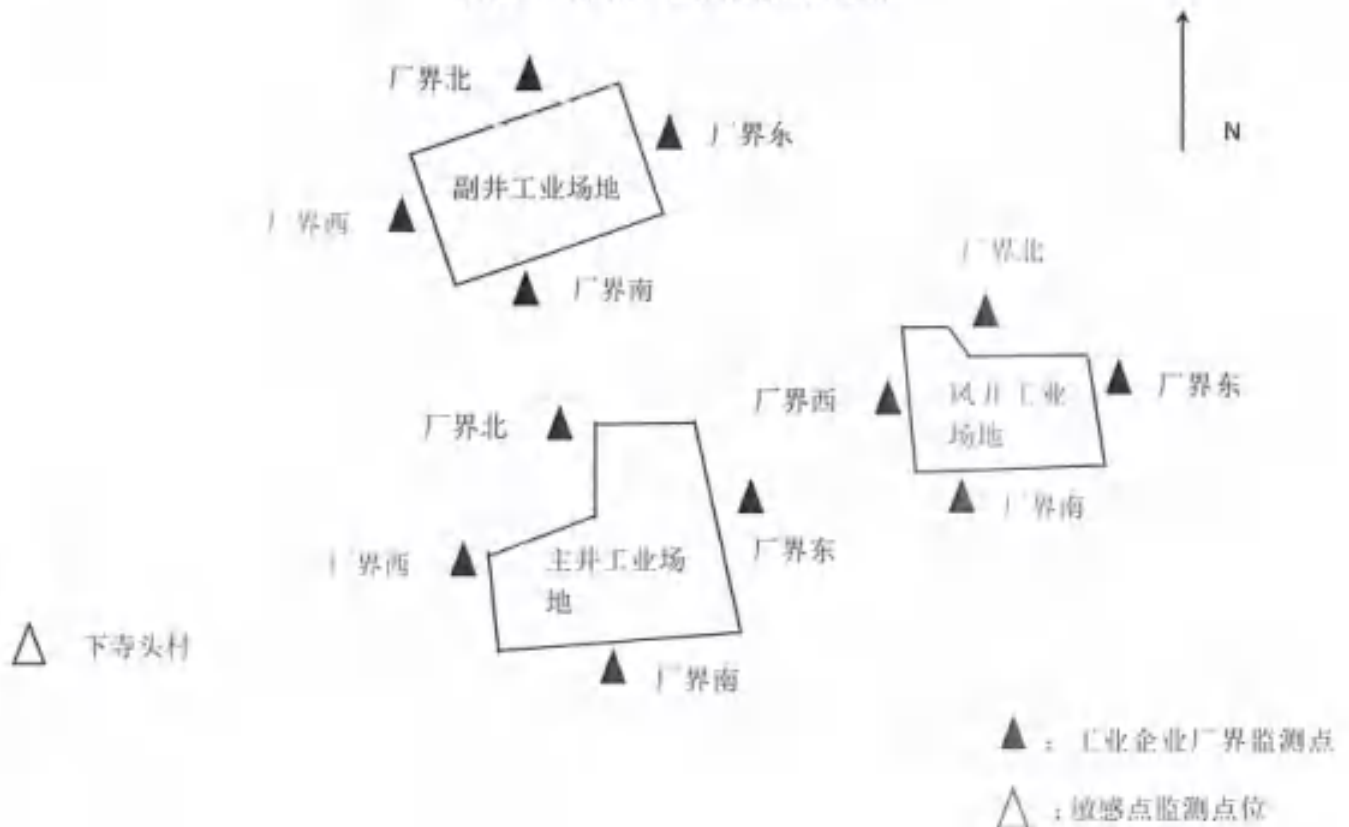 厂界北
厂界东
副井工业场地
厂界西
厂界南
N
厂界北
厂界西
风井工业
场地
厂界东
厂界南
厂界北
厂界东
厂界西
主井工业场
地
厂界南
下寺头村
▲：工业企业厂界监测点
△：敏感点监测点位